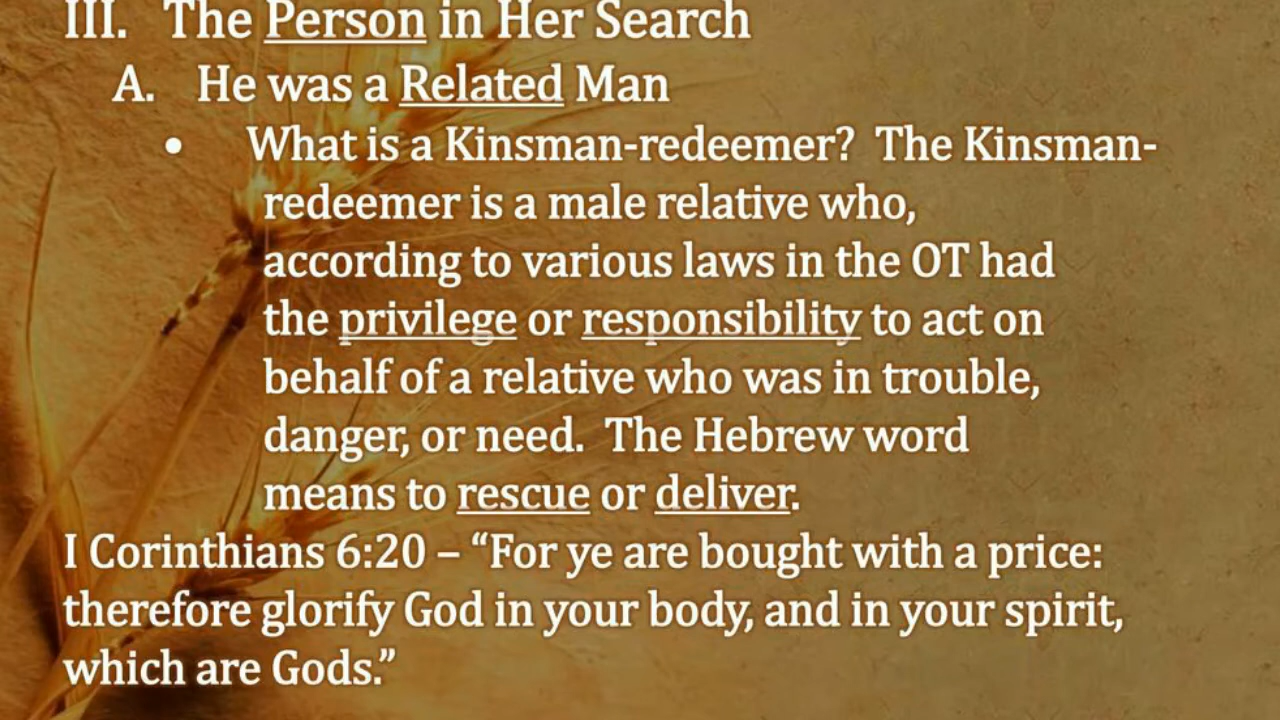 III. The Person in Her Search
A. He was a Related Man
• What is a Kinsman-redeemer? The Kinsman-
redeemer is a male relative who,
according to various laws in the OT had
the privilege or responsibility to act on
behalf of a relative who was in trouble,
danger, or need. The Hebrew word
means to rescue or deliver.
I Corinthians 6:20 – “For ye are bought with a price:
therefore glorify God in your body, and in your spirit,
which are Gods.”